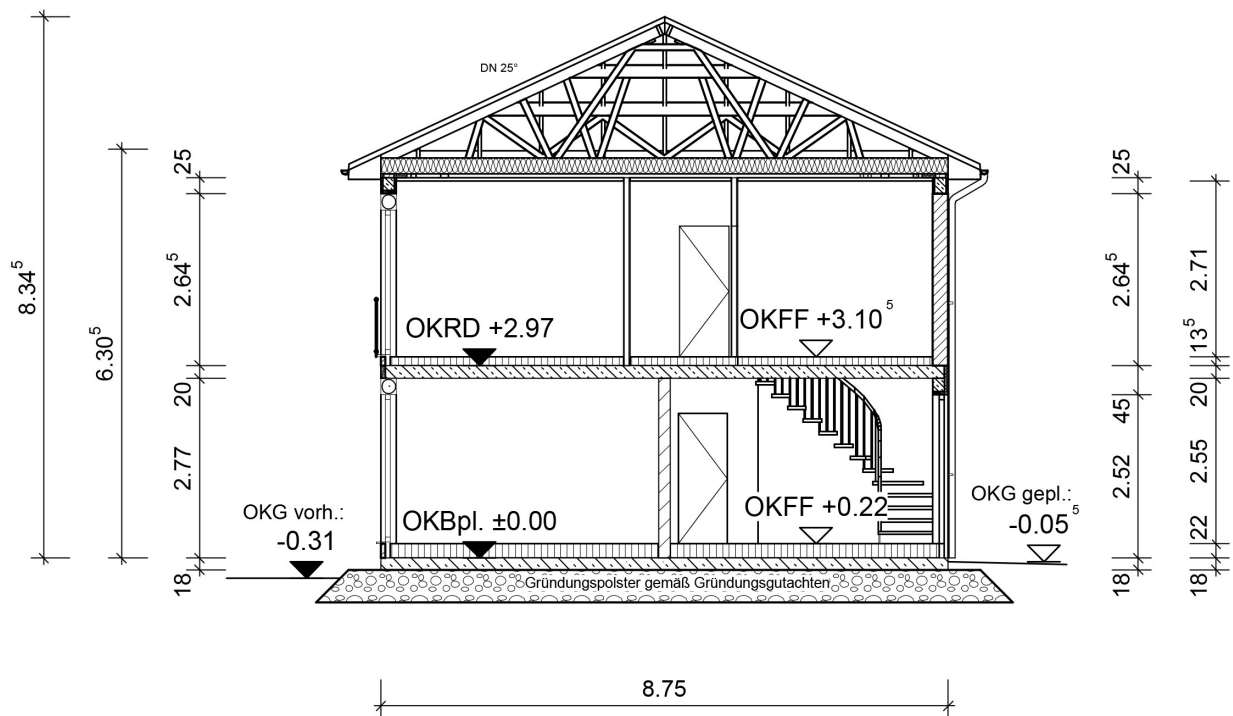 DN 25°
8.34⁵
6.30⁵
25
2.64⁵
20
2.77
18
OKRD +2.97
OKFF +3.10⁵
OKBpl. ±0.00
OKFF +0.22
OKG vorh.:
-0.31
OKG gepl.:
-0.05⁵
Gründungspolster gemäß Gründungsgutachten
25
2.64⁵
45
2.52
18
2.71
13⁵
20
2.55
22
18
8.75